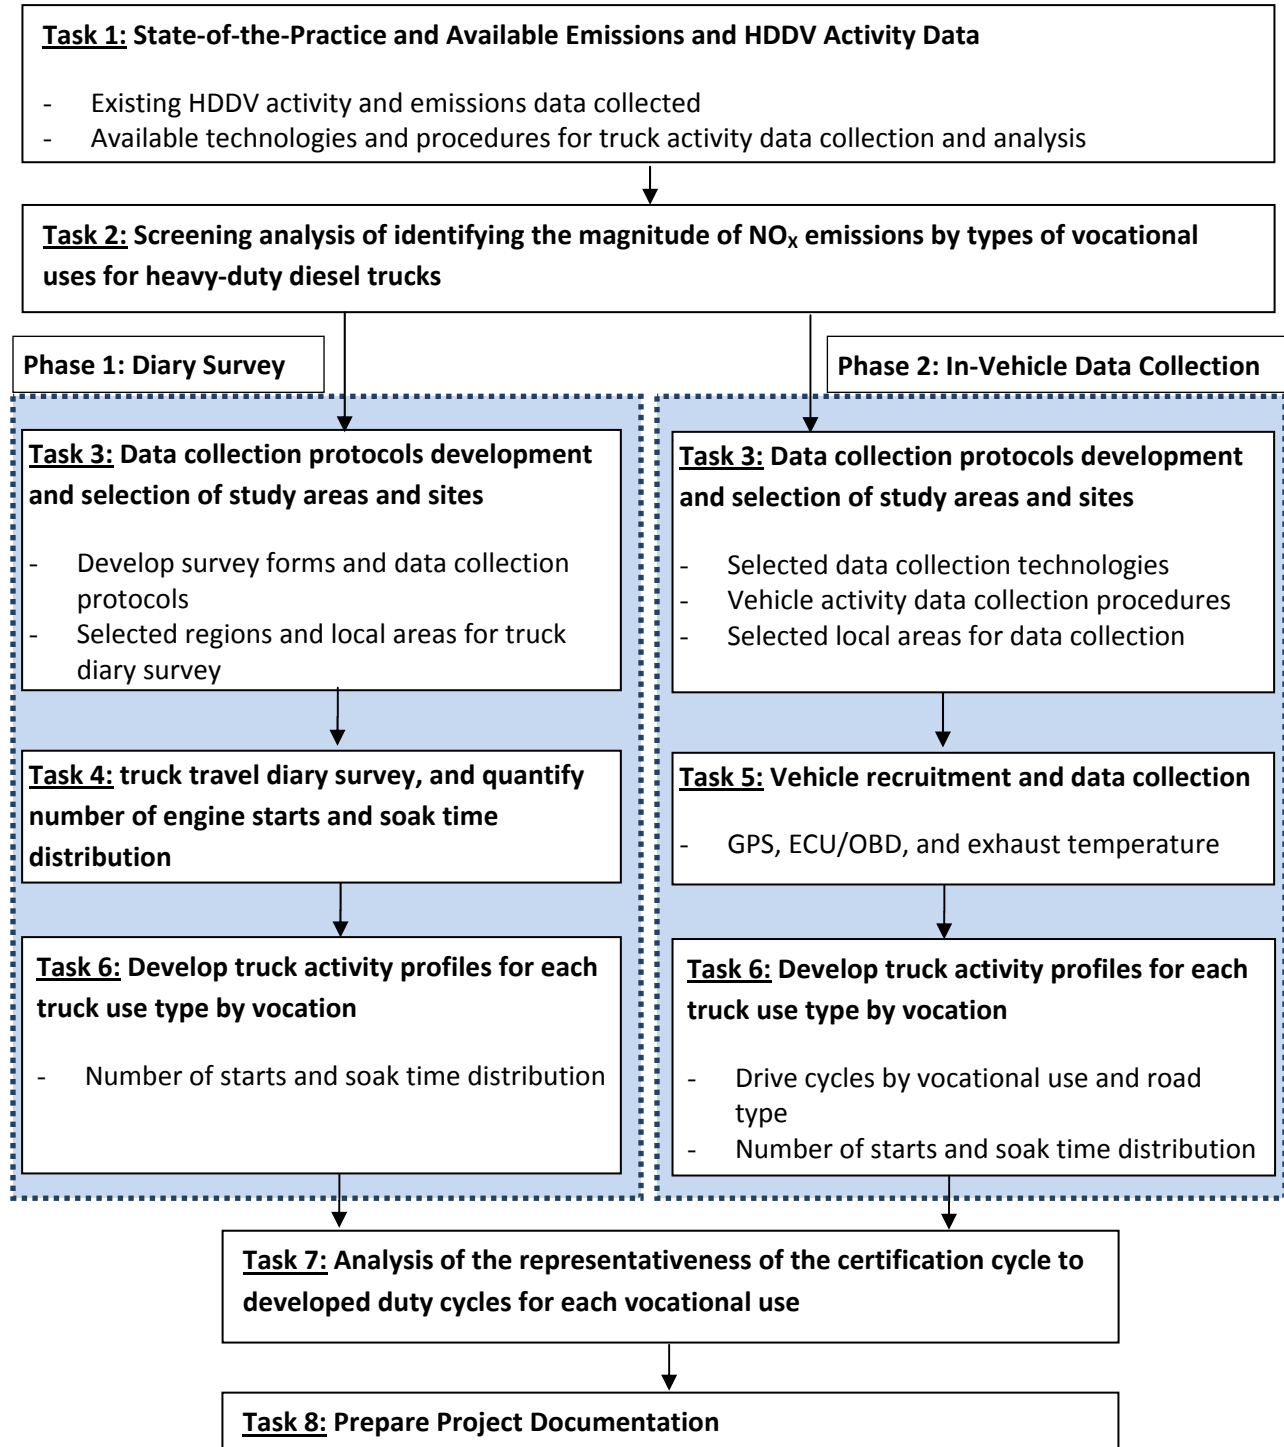 Task 1: State-of-the-Practice and Available Emissions and HDDV Activity Data
- Existing HDDV activity and emissions data collected
- Available technologies and procedures for truck activity data collection and analysis
Task 2: Screening analysis of identifying the magnitude of NOX emissions by types of vocational
uses for heavy-duty diesel trucks
Phase 1: Diary Survey
Task 3: Data collection protocols development
and selection of study areas and sites
- Develop survey forms and data collection
protocols
- Selected regions and local areas for truck
diary survey
Task 4: truck travel diary survey, and quantify
number of engine starts and soak time
distribution
Task 6: Develop truck activity profiles for each
truck use type by vocation
- Number of starts and soak time distribution
Phase 2: In-Vehicle Data Collection
Task 3: Data collection protocols development
and selection of study areas and sites
- Selected data collection technologies
- Vehicle activity data collection procedures
- Selected local areas for data collection
Task 5: Vehicle recruitment and data collection
- GPS, ECU/OBD, and exhaust temperature
Task 6: Develop truck activity profiles for each
truck use type by vocation
- Drive cycles by vocational use and road
type
- Number of starts and soak time distribution
Task 7: Analysis of the representativeness of the certification cycle to
developed duty cycles for each vocational use
Task 8: Prepare Project Documentation